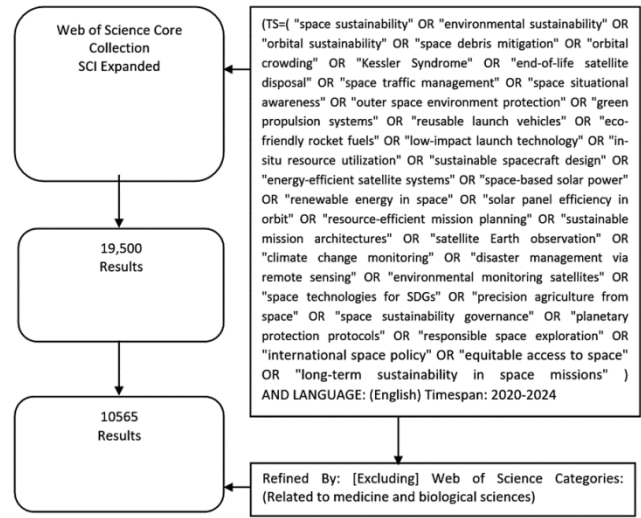 Web of Science Core
Collection
SCI Expanded
(TS=( "space sustainability" OR "environmental sustainability" OR
"orbital sustainability" OR "space debris mitigation" OR "orbital
crowding" OR "Kessler Syndrome" OR "end-of-life satellite
disposal" OR "space traffic management" OR "space situational
awareness" OR "outer space environment protection" OR "green
propulsion systems" OR "reusable launch vehicles" OR "eco-
friendly rocket fuels" OR "low-impact launch technology" OR "in-
situ resource utilization" OR "sustainable spacecraft design" OR
"energy-efficient satellite systems" OR "space-based solar power"
OR "renewable energy in space" OR "solar panel efficiency in
orbit" OR "resource-efficient mission planning" OR "sustainable
mission architectures" OR "satellite Earth observation" OR
"climate change monitoring" OR "disaster management via
remote sensing" OR "environmental monitoring satellites" OR
"space technologies for SDGs" OR "precision agriculture from
space" OR "space sustainability governance" OR "planetary
protection protocols" OR "responsible space exploration" OR
"international space policy" OR "equitable access to space"
OR "long-term sustainability in space missions" )
AND LANGUAGE: (English) Timespan: 2020-2024
19,500
Results
10565
Results
Refined By: [Excluding] Web of Science Categories:
(Related to medicine and biological sciences)